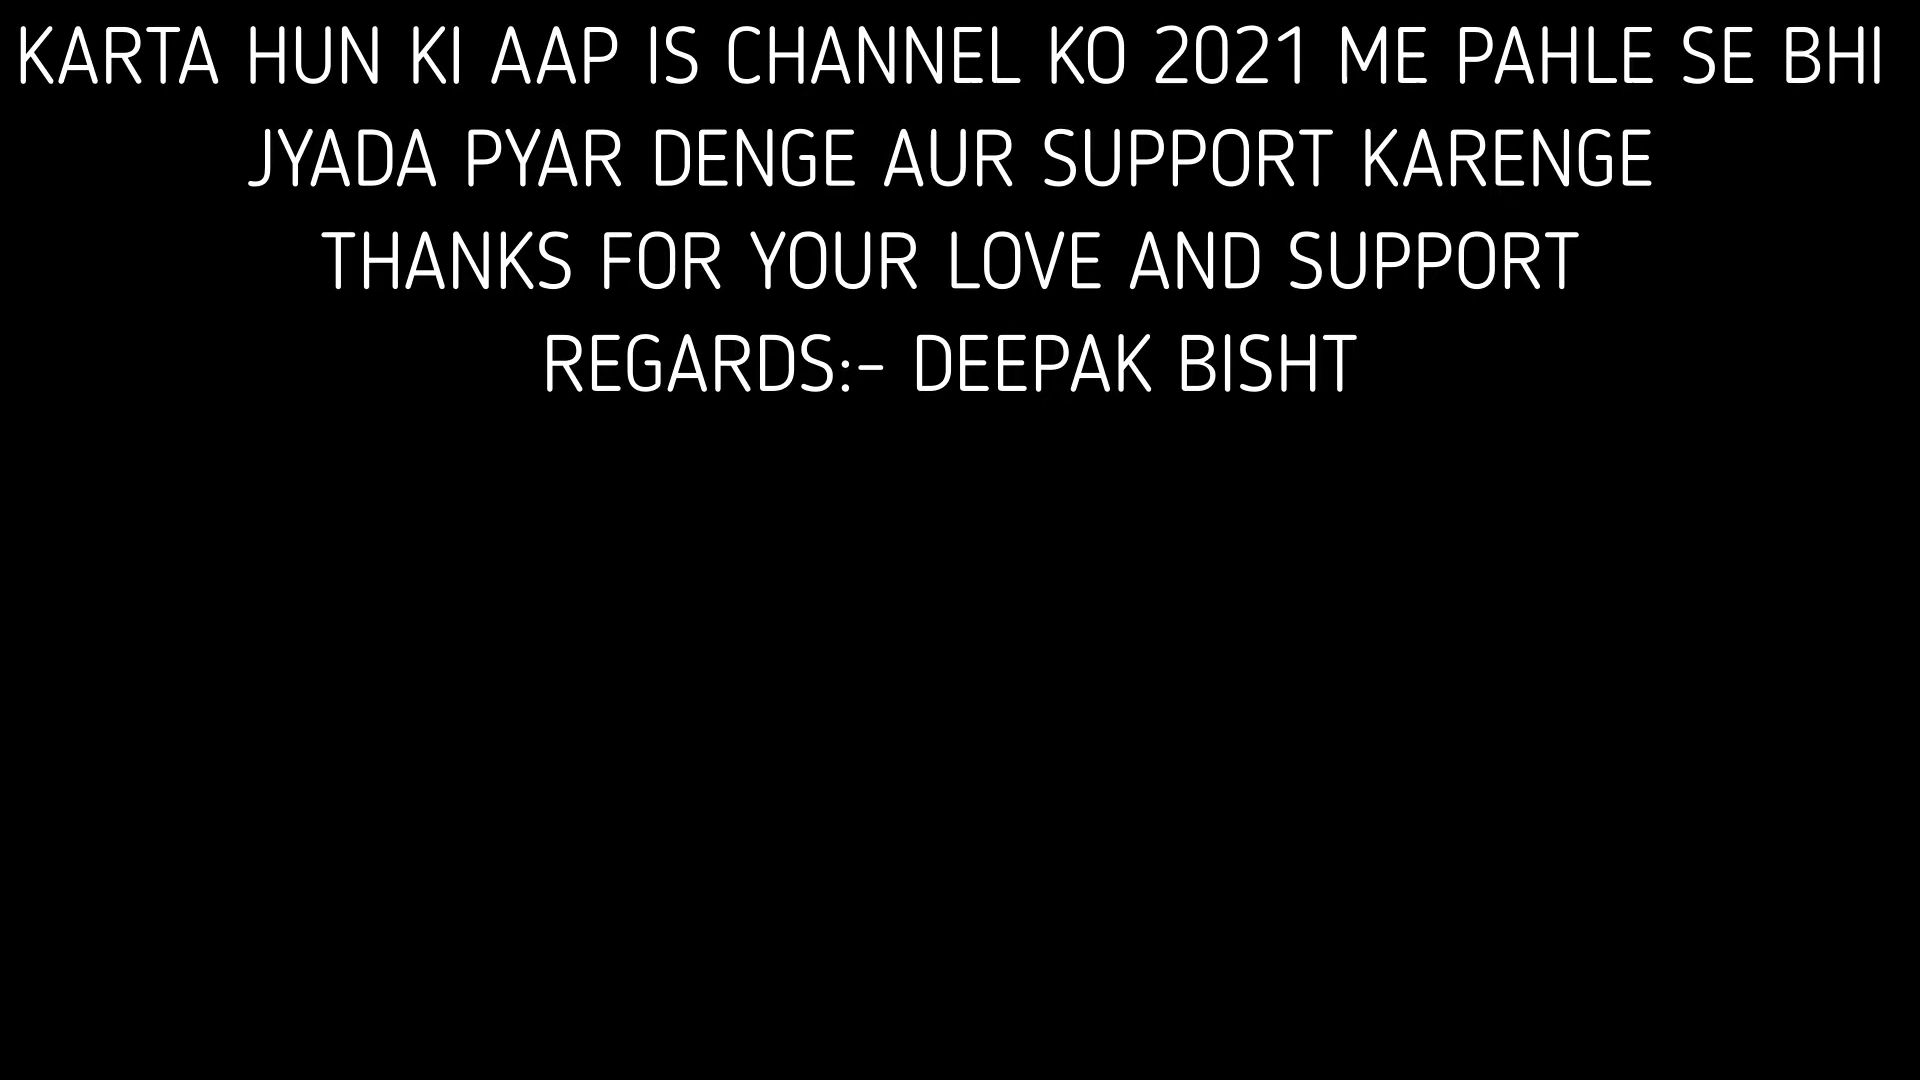 KARTA HUN KI AAP IS CHANNEL KO 2021 ME PAHLE SE BHI
JYADA PYAR DENGE AUR SUPPORT KARENGE
THANKS FOR YOUR LOVE AND SUPPORT
REGARDS:- DEEPAK BISHT